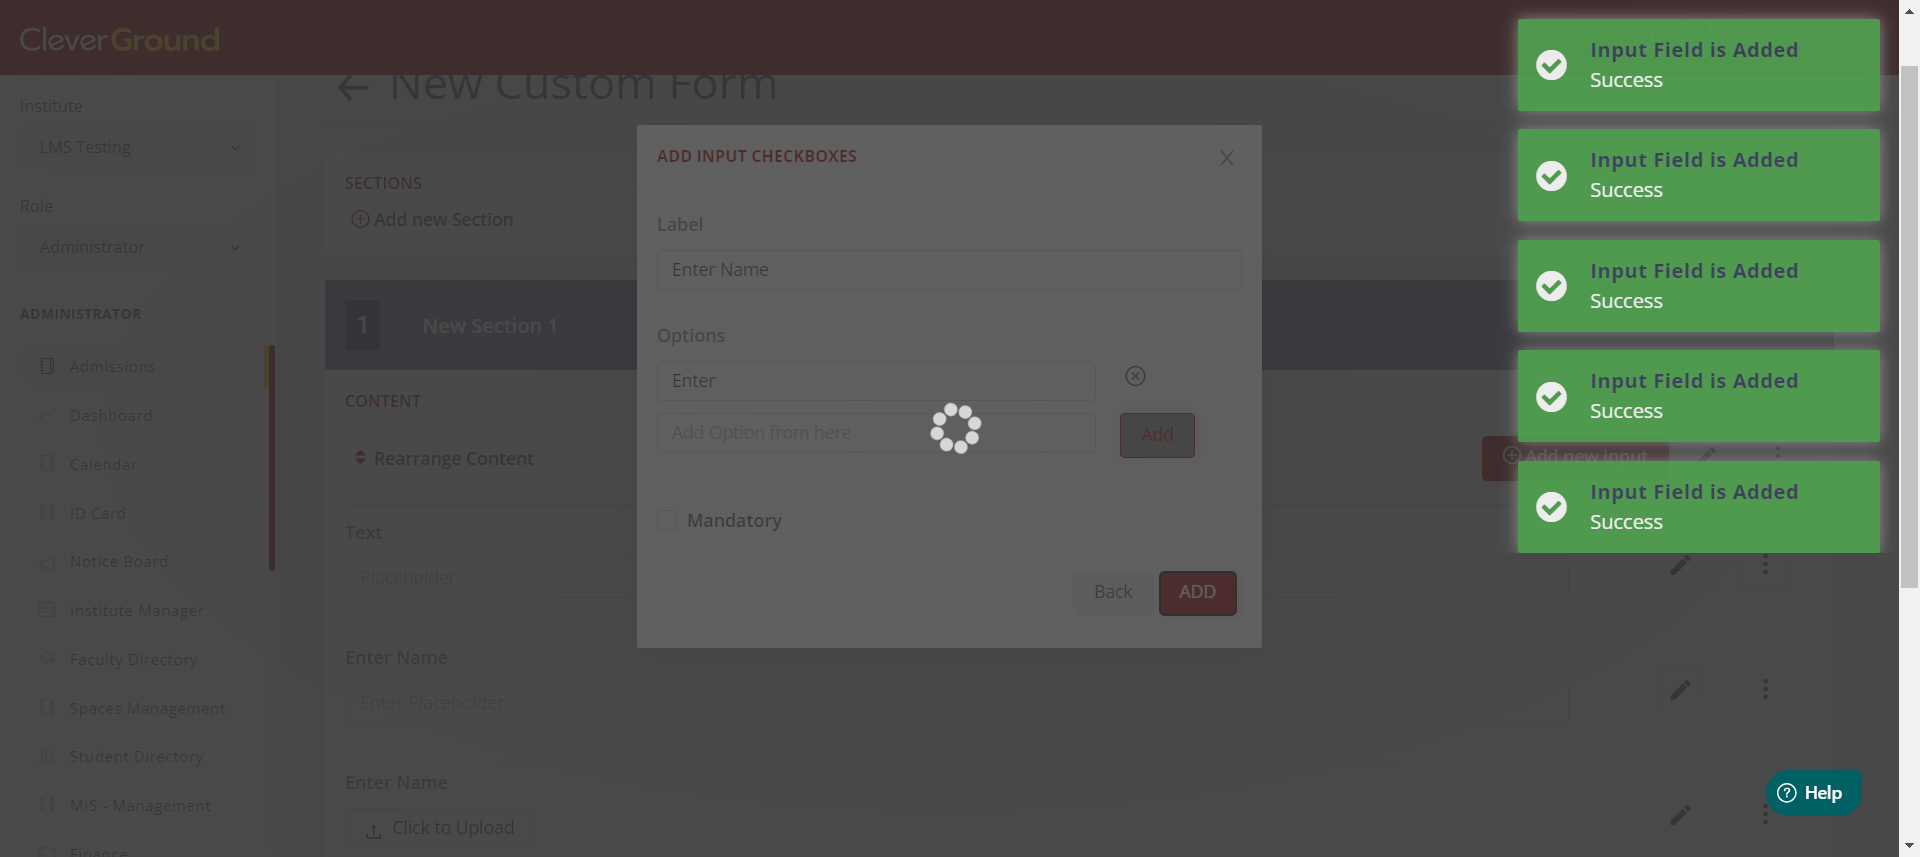 CleverGround
Institute
LMS Testing
Role
Administrator
ADMINISTRATOR
Admissions
Dashboard
Calendar
ID Card
Notice Board
Institute Manager
Faculty Directory
Spaces Management
Student Directory
MIS - Management
Finance
New Custom Form
SECTIONS
Add new Section
1
New Section 1
CONTENT
Rearrange Content
Add new input
Text
Placeholder
Enter Name
Enter Placeholder
Enter Name
Click to Upload
ADD INPUT CHECKBOXES
Label
Enter Name
Options
Enter
Add Option from here
Add
Mandatory
Back
ADD
Input Field is Added
Success
Input Field is Added
Success
Input Field is Added
Success
Input Field is Added
Success
Input Field is Added
Success
Help